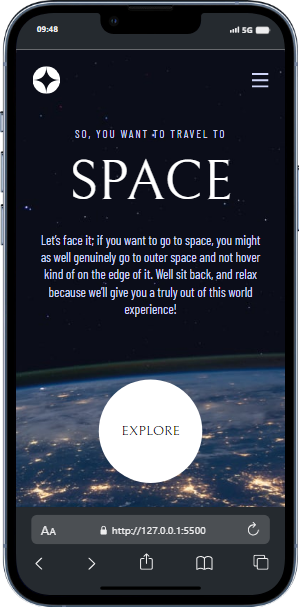 09:48
5G
SO, YOU WANT TO TRAVEL TO
SPACE
Let's face it; if you want to go to space, you might
as well genuinely go to outer space and not hover
kind of on the edge of it. Well sit back, and relax
because we'll give you a truly out of this world
experience!
EXPLORE
AA
http://127.0.0.1:5500